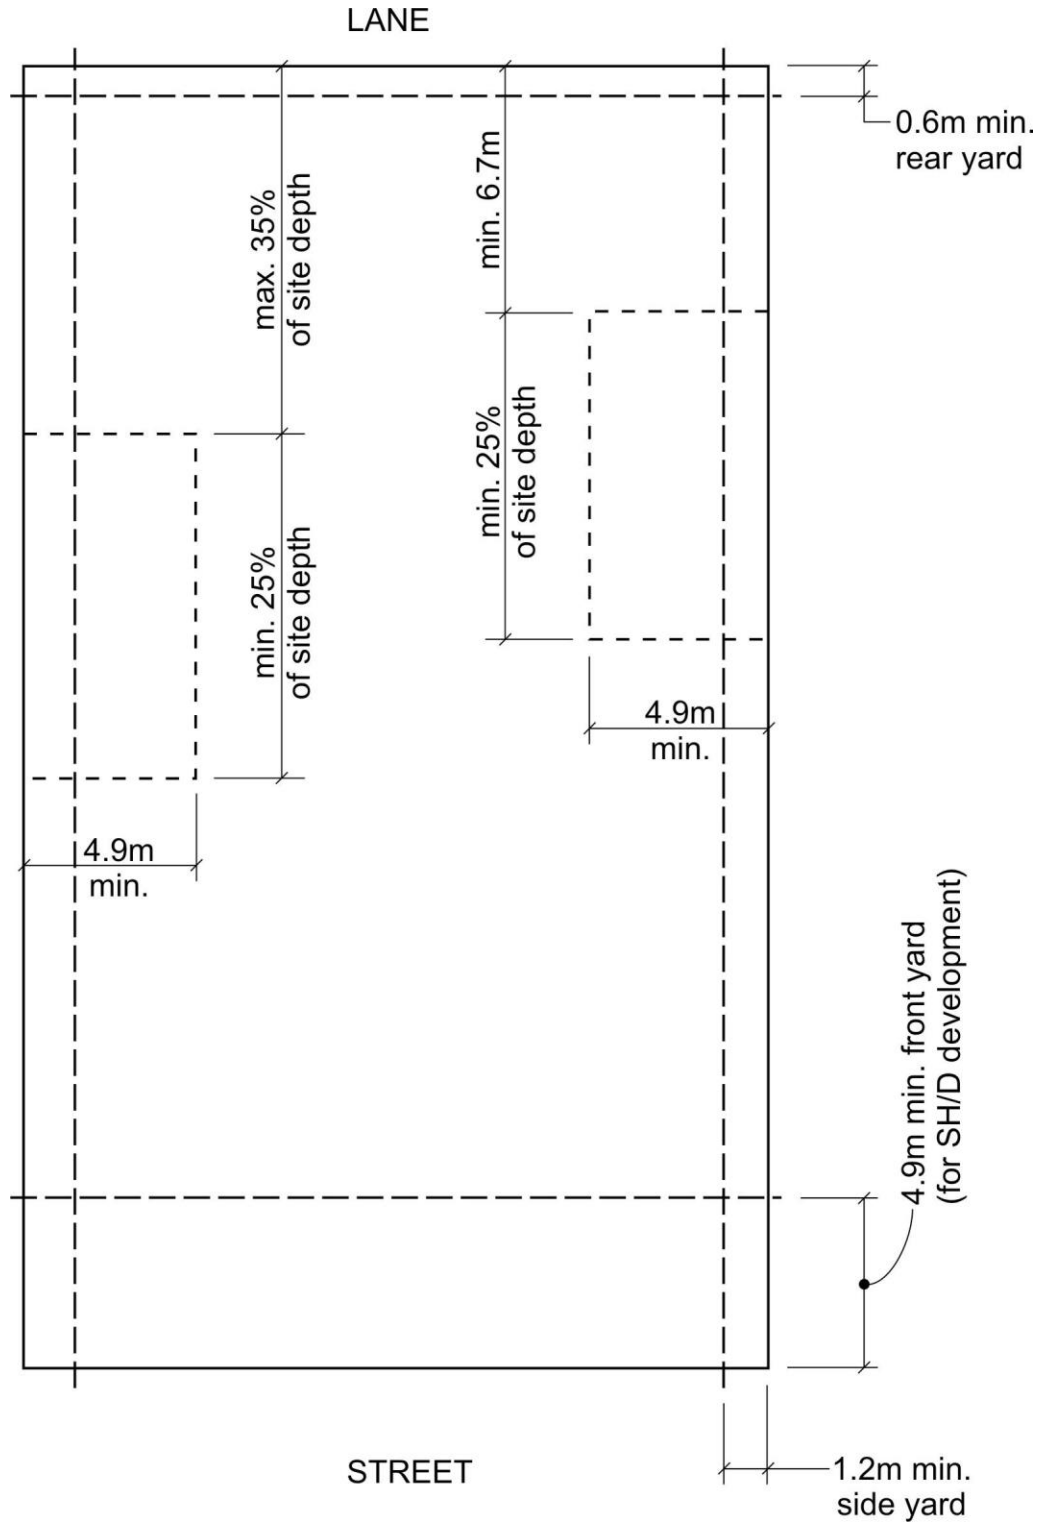 LANE
0.6m min.
rear yard
min. 6.7m
max. 35%
of site depth
min. 25%
of site depth
min. 25%
of site depth
4.9m
min.
4.9m
min.
4.9m min. front yard
(for SH/D development)
STREET
1.2m min.
side yard